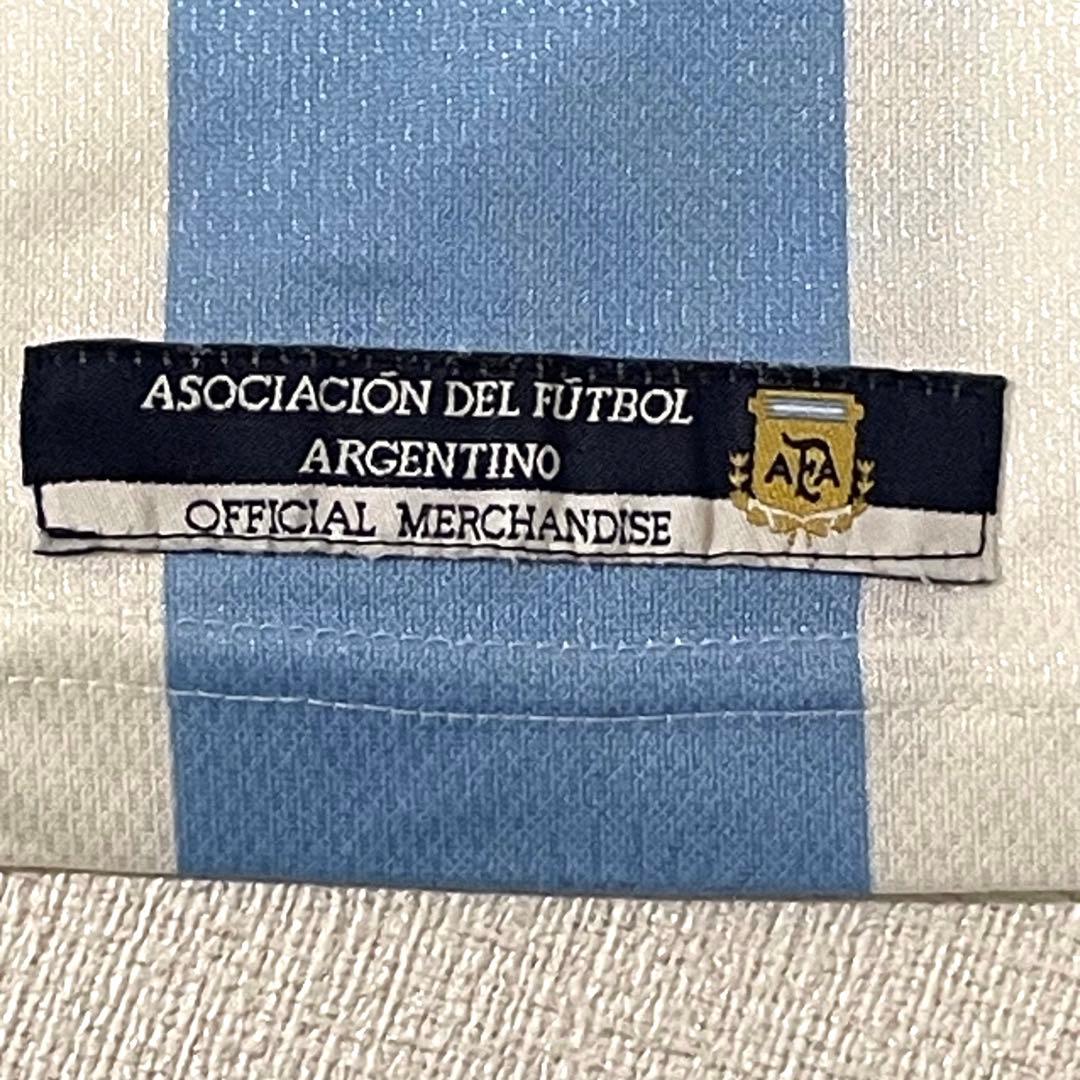 ASOCIACIÓN DEL FÚTBOL
ARGENTINO
OFFICIAL MERCHANDISE
AFA